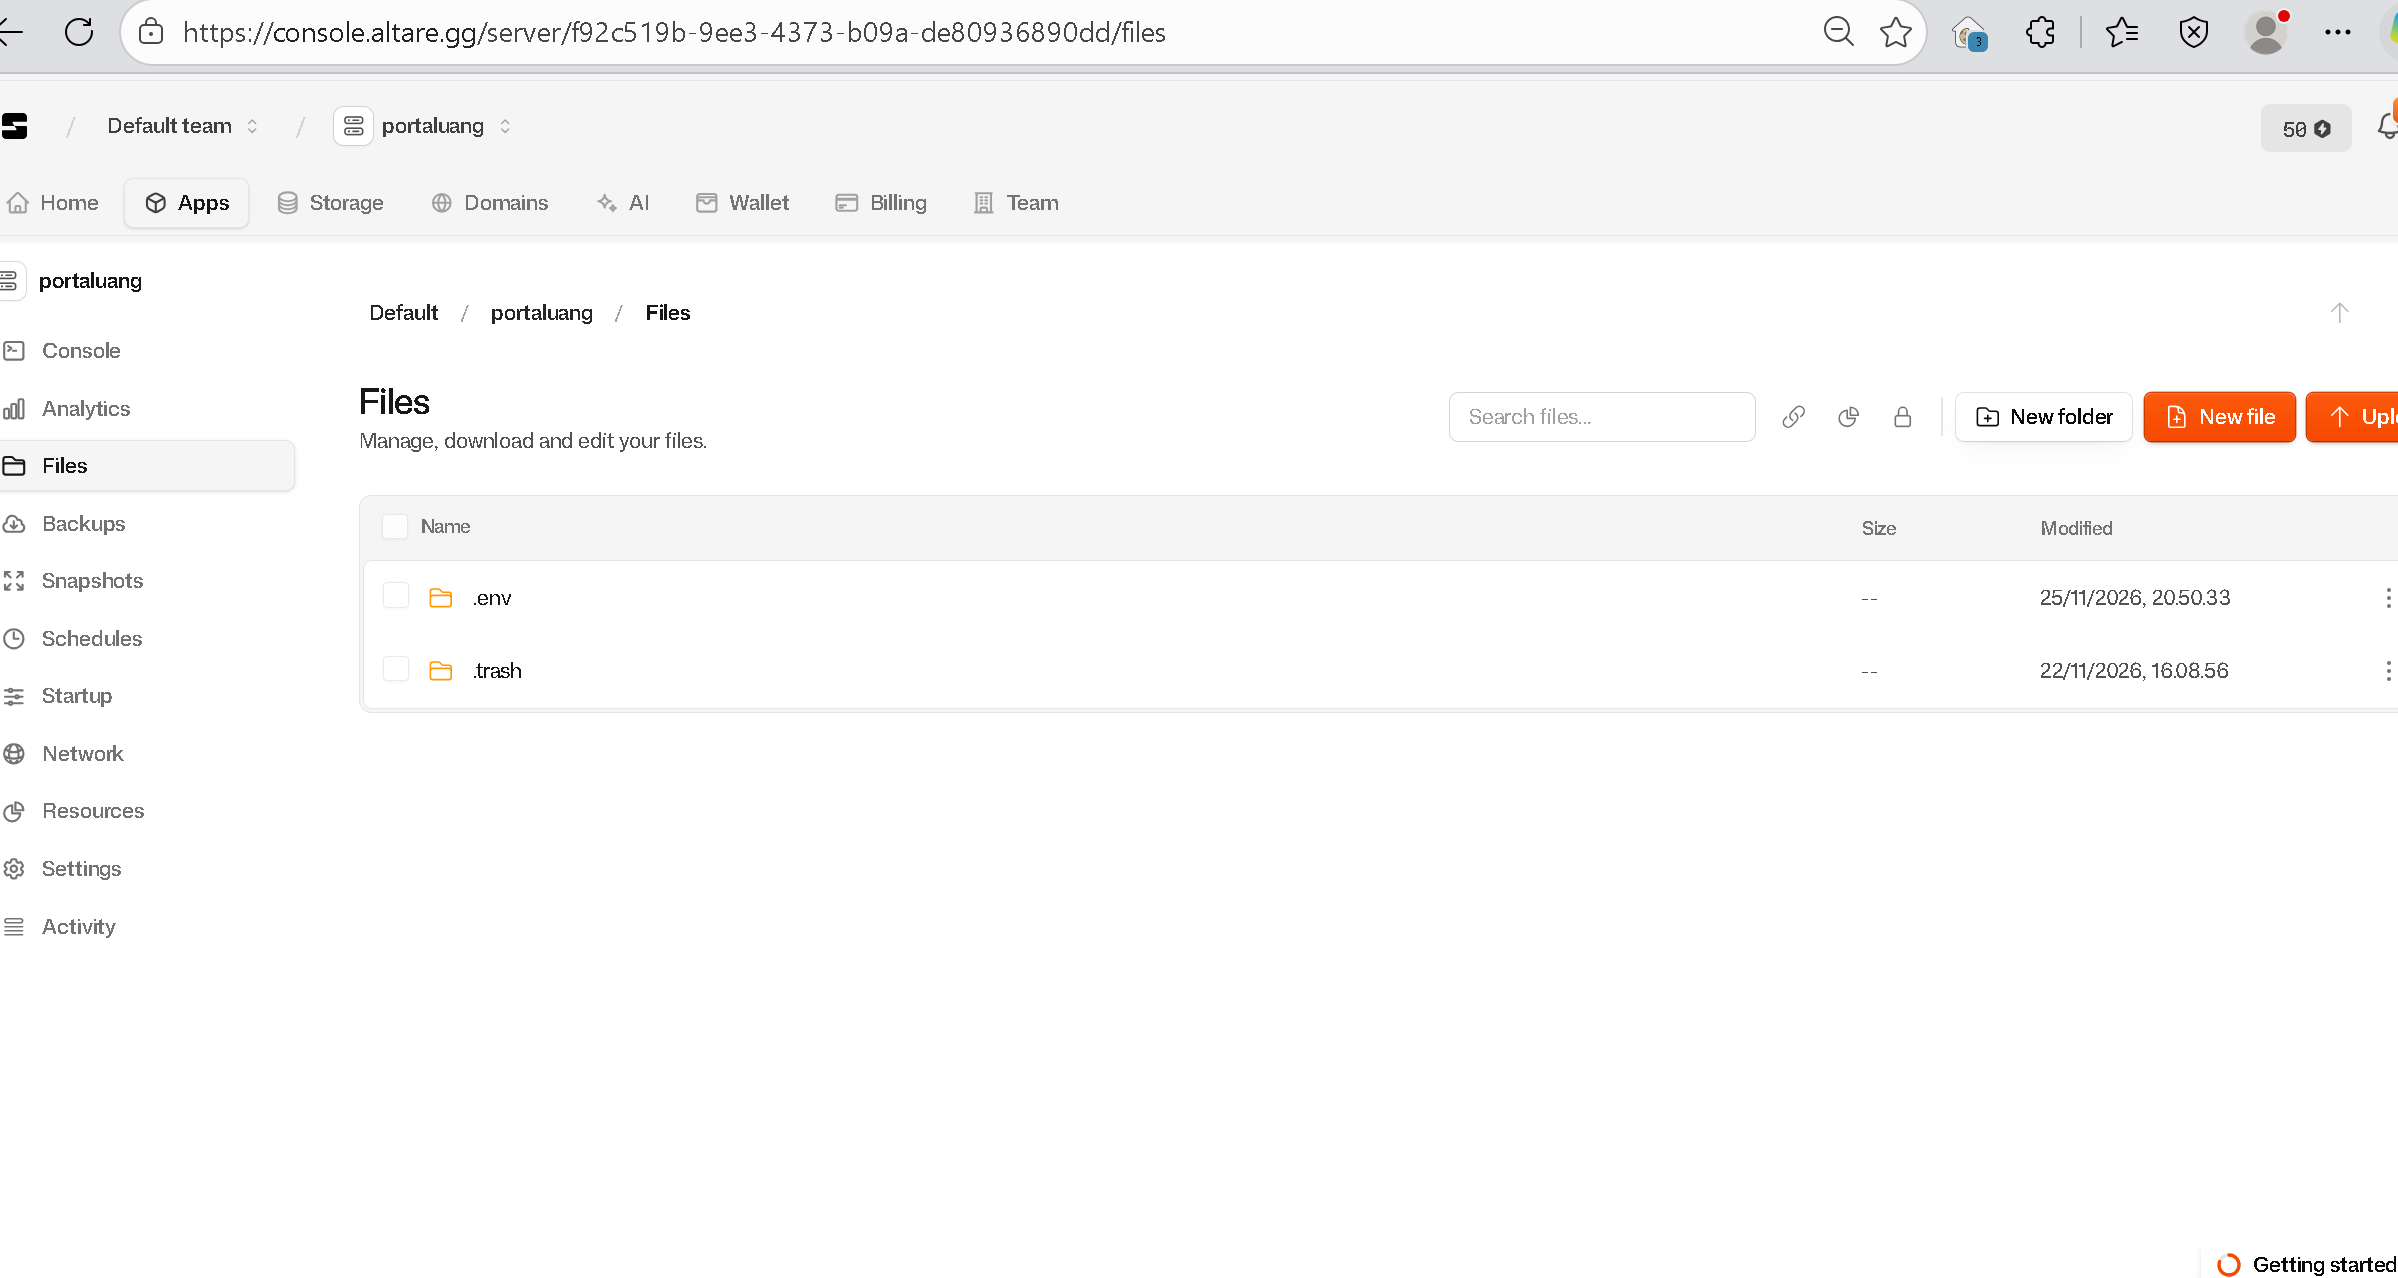 https://console.altare.gg/server/f92c519b-9ee3-4373-b09a-de80936890dd/files
3
/ Default team / portaluang
50
Home Apps Storage Domains AI Wallet Billing Team
portaluang
Default / portaluang / Files
Console
Analytics
Files
Backups
Snapshots
Schedules
Startup
Network
Resources
Settings
Activity
Files
Manage, download and edit your files.
Search files...
New folder
New file
Uplo
Name Size Modified
.env -- 25/11/2026, 20.50.33
.trash -- 22/11/2026, 16.08.56
Getting started